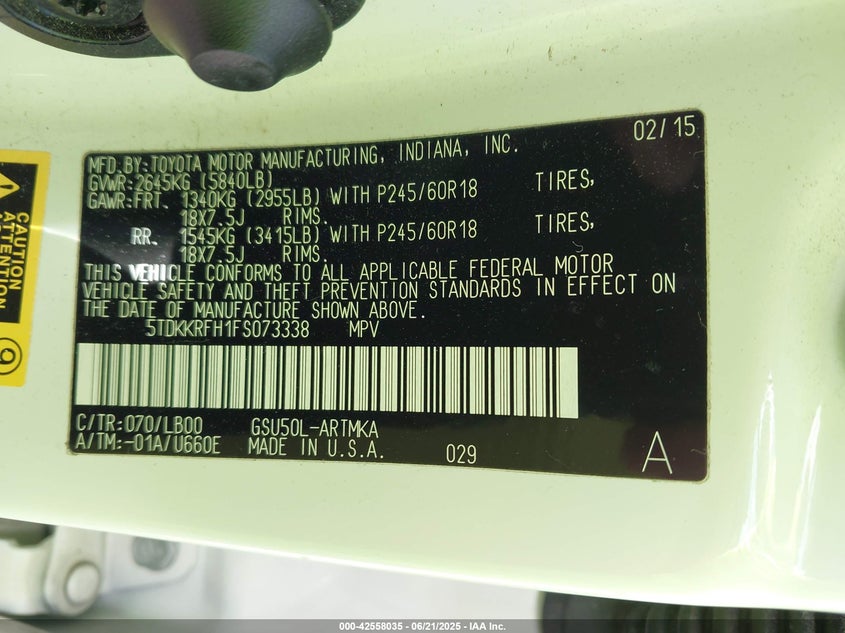 02/15
MFD.BY:TOYOTA MOTOR MANUFACTURING, INDIANA, INC.
GVWR:2645KG (5840LB)
GAWR:FRT. 1340KG (2955LB) WITH P245/60R18 TIRES,
18X7.5J RIMS.
RR. 1545KG (3415LB) WITH P245/60R18 TIRES,
18X7.5J RIMS.
THIS VEHICLE CONFORMS TO ALL APPLICABLE FEDERAL MOTOR
VEHICLE SAFETY AND THEFT PREVENTION STANDARDS IN EFFECT ON
THE DATE OF MANUFACTURE SHOWN ABOVE.
5TDKKRFH1FS073338 MPV
C/TR:070/LB00 GSU50L-ARTMKA
A/TM:-01A/U660E MADE IN U.S.A. 029
A
CAUTION
ATTENTION
9
000-42558035 - 06/21/2025 - IAA Inc.